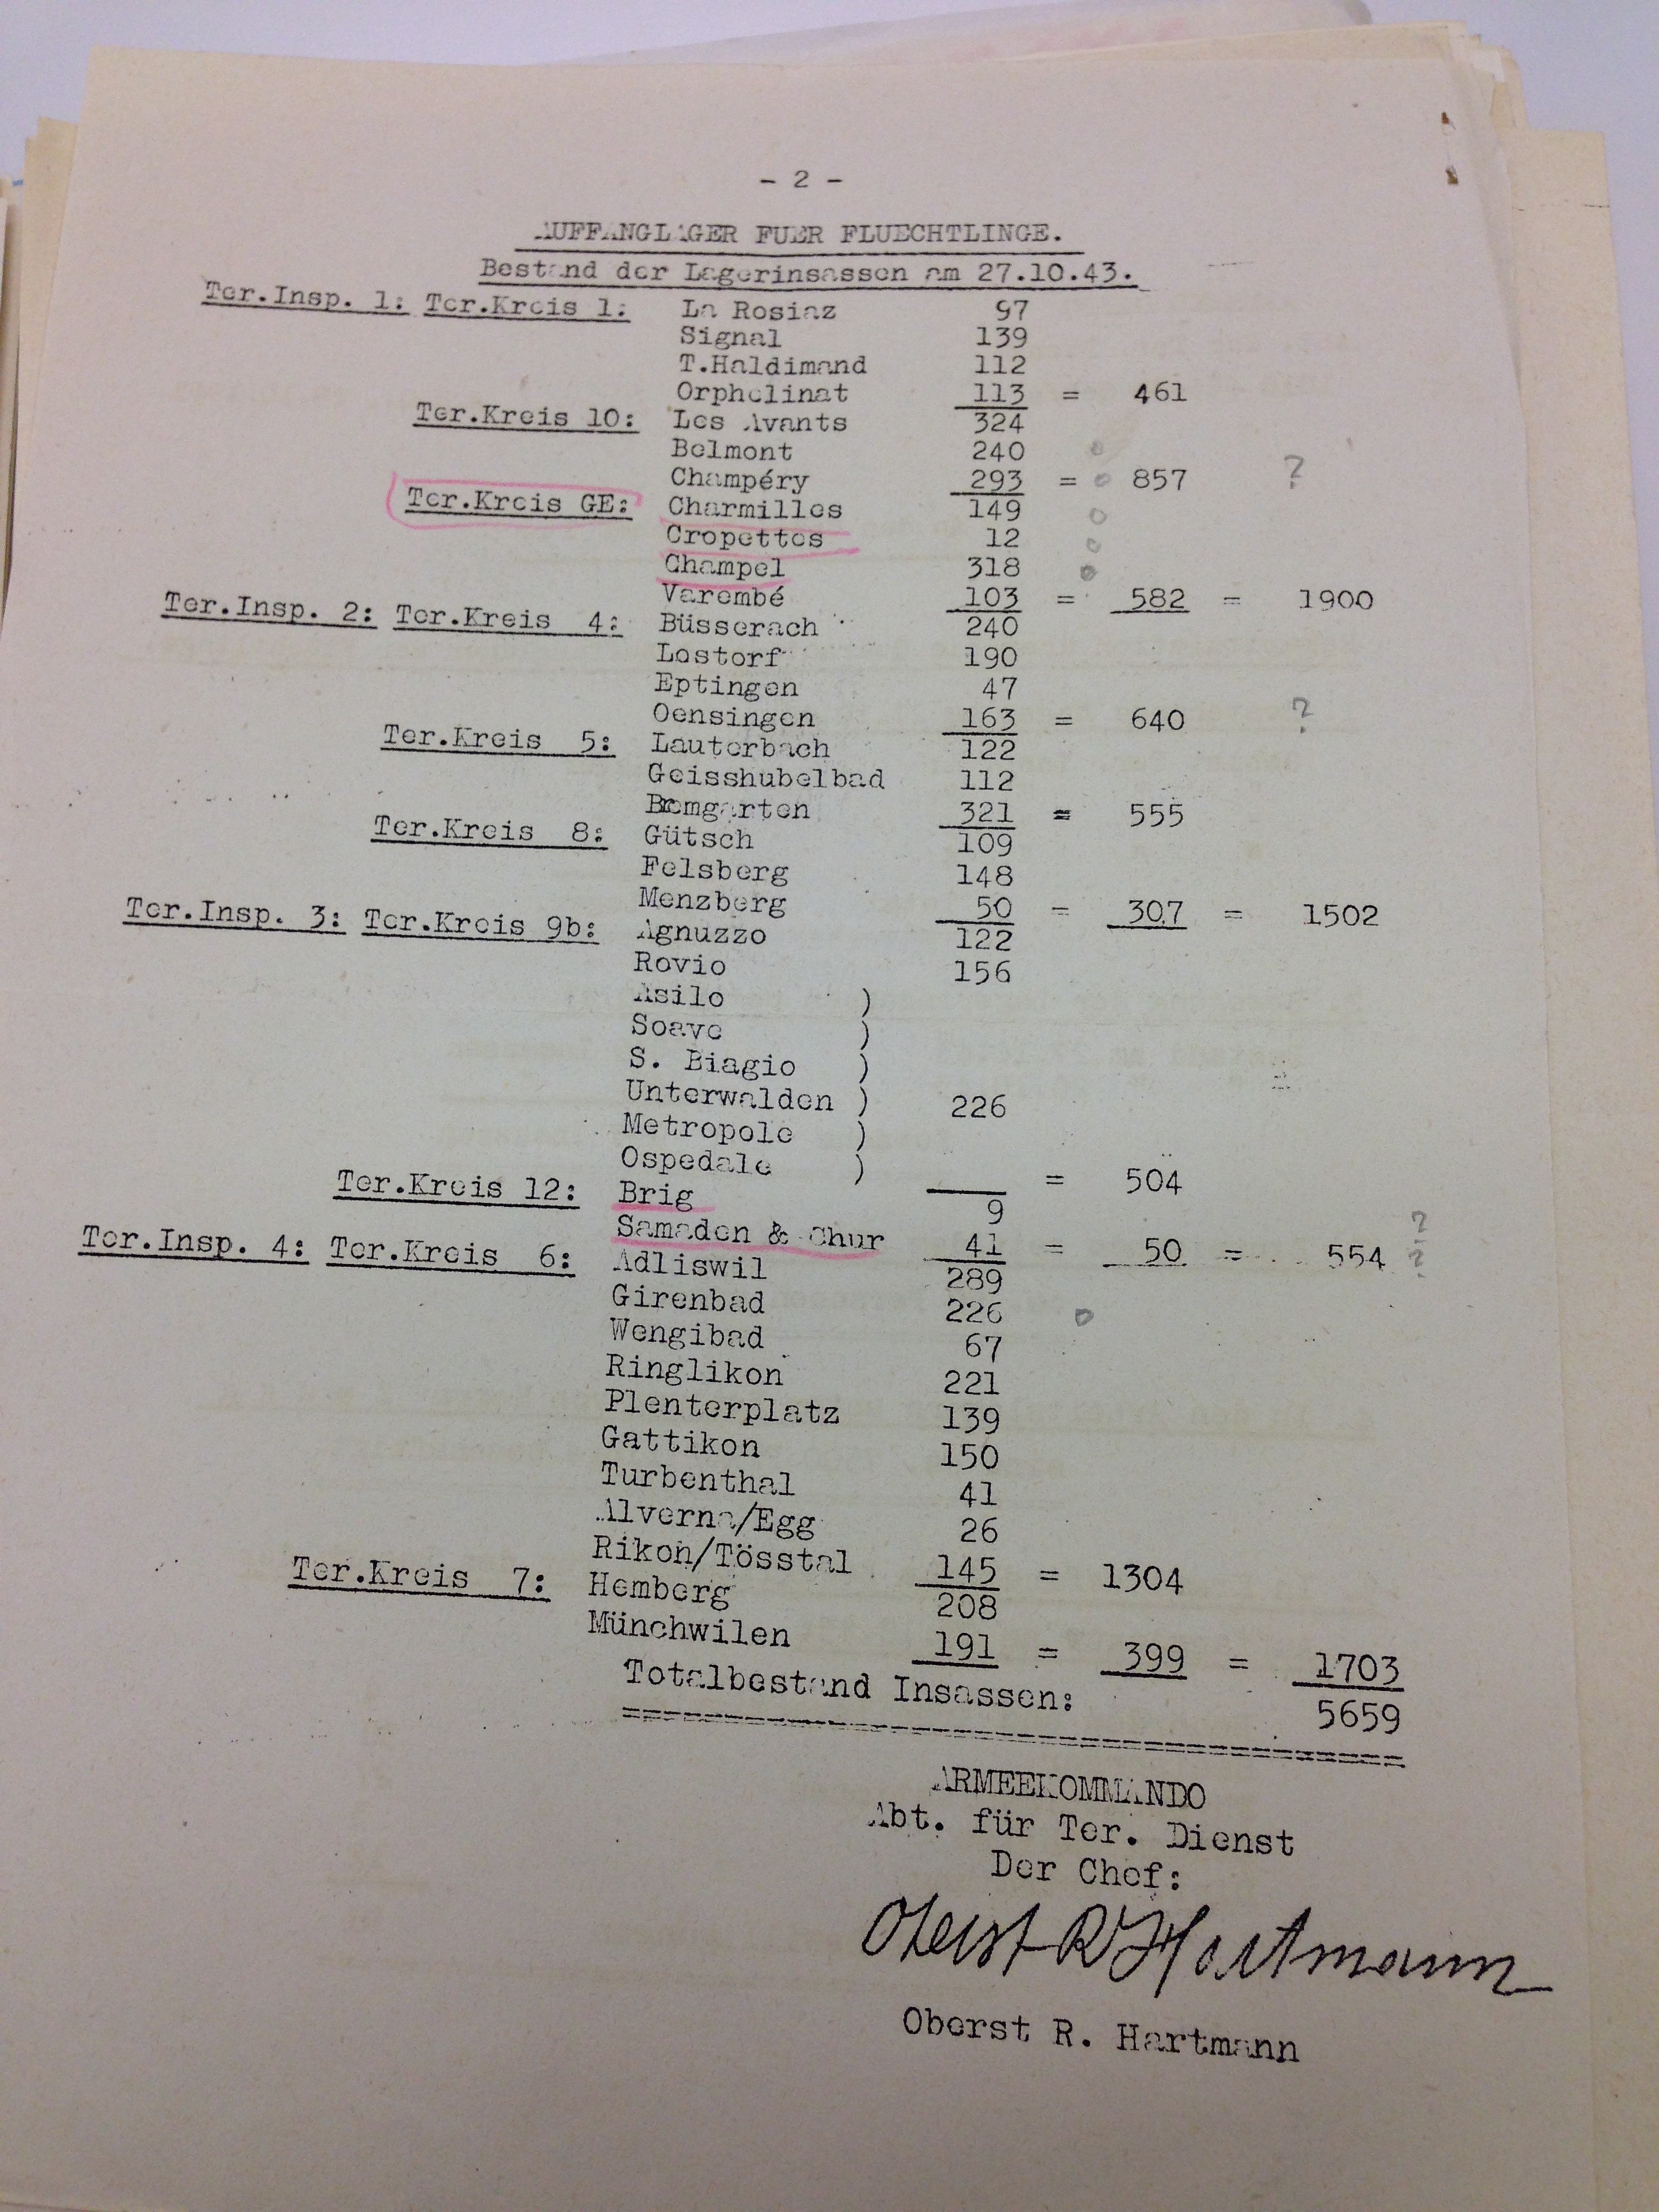 - 2 -
AUFFANGLAGER FUER FLUECHTLINGE.
Bestand der Lagerinsassen am 27.10.43.
Ter.Insp. 1: Ter.Kreis 1: La Rosiaz 97
Signal 139
T.Haldimand 112
Orphelinat 113 = 461
Ter.Kreis 10: Les Avants 324
Belmont 240
Champéry 293 = 857 ?
Ter.Kreis GE: Charmilles 149
Cropettes 12
Champel 318
Varembé 103 = 582 = 1900
Ter.Insp. 2: Ter.Kreis 4: Büsserach 240
Lostorf 190
Eptingen 47
Oensingen 163 = 640 ?
Ter.Kreis 5: Lauterbach 122
Geisshubelbad 112
Bremgarten 321 = 555
Ter.Kreis 8: Gütsch 109
Felsberg 148
Menzberg 50 = 307 = 1502
Ter.Insp. 3: Ter.Kreis 9b: Agnuzzo 122
Rovio 156
Asilo )
Soave )
S. Biagio )
Unterwalden ) 226
Metropole )
Ospedale ) = 504
Ter.Kreis 12: Brig 9 ?
Samaden & Chur 41 = 50 = 554 ?
Ter.Insp. 4: Ter.Kreis 6: Adliswil 289
Girenbad 226
Wengibad 67
Ringlikon 221
Plenterplatz 139
Gattikon 150
Turbenthal 41
Alverna/Egg 26
Rikon/Tösstal 145 = 1304
Ter.Kreis 7: Hemberg 208
Münchwilen 191 = 399 = 1703
Totalbestand Insassen: 5659
ARMEEKOMMANDO
Abt. für Ter. Dienst
Der Chef:
Oberst R Hartmann
Oberst R. Hartmann